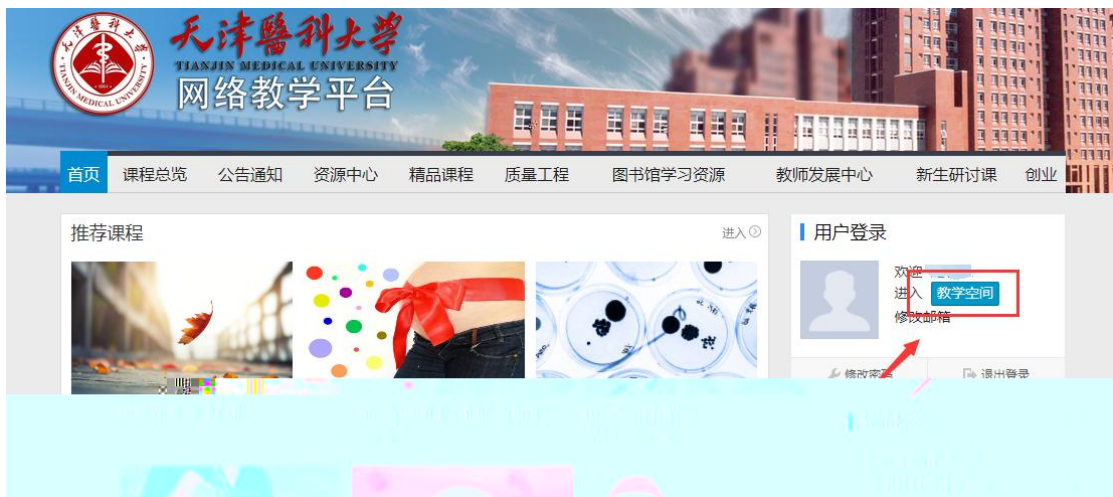 天津醫科大學
TIANJIN MEDICAL UNIVERSITY
网络教学平台
首页 课程总览 公告通知 资源中心 精品课程 质量工程 图书馆学习资源 教师发展中心 新生研讨课 创业
推荐课程 进入
用户登录
欢迎
进入 教学空间
修改邮箱
修改密码 退出登录